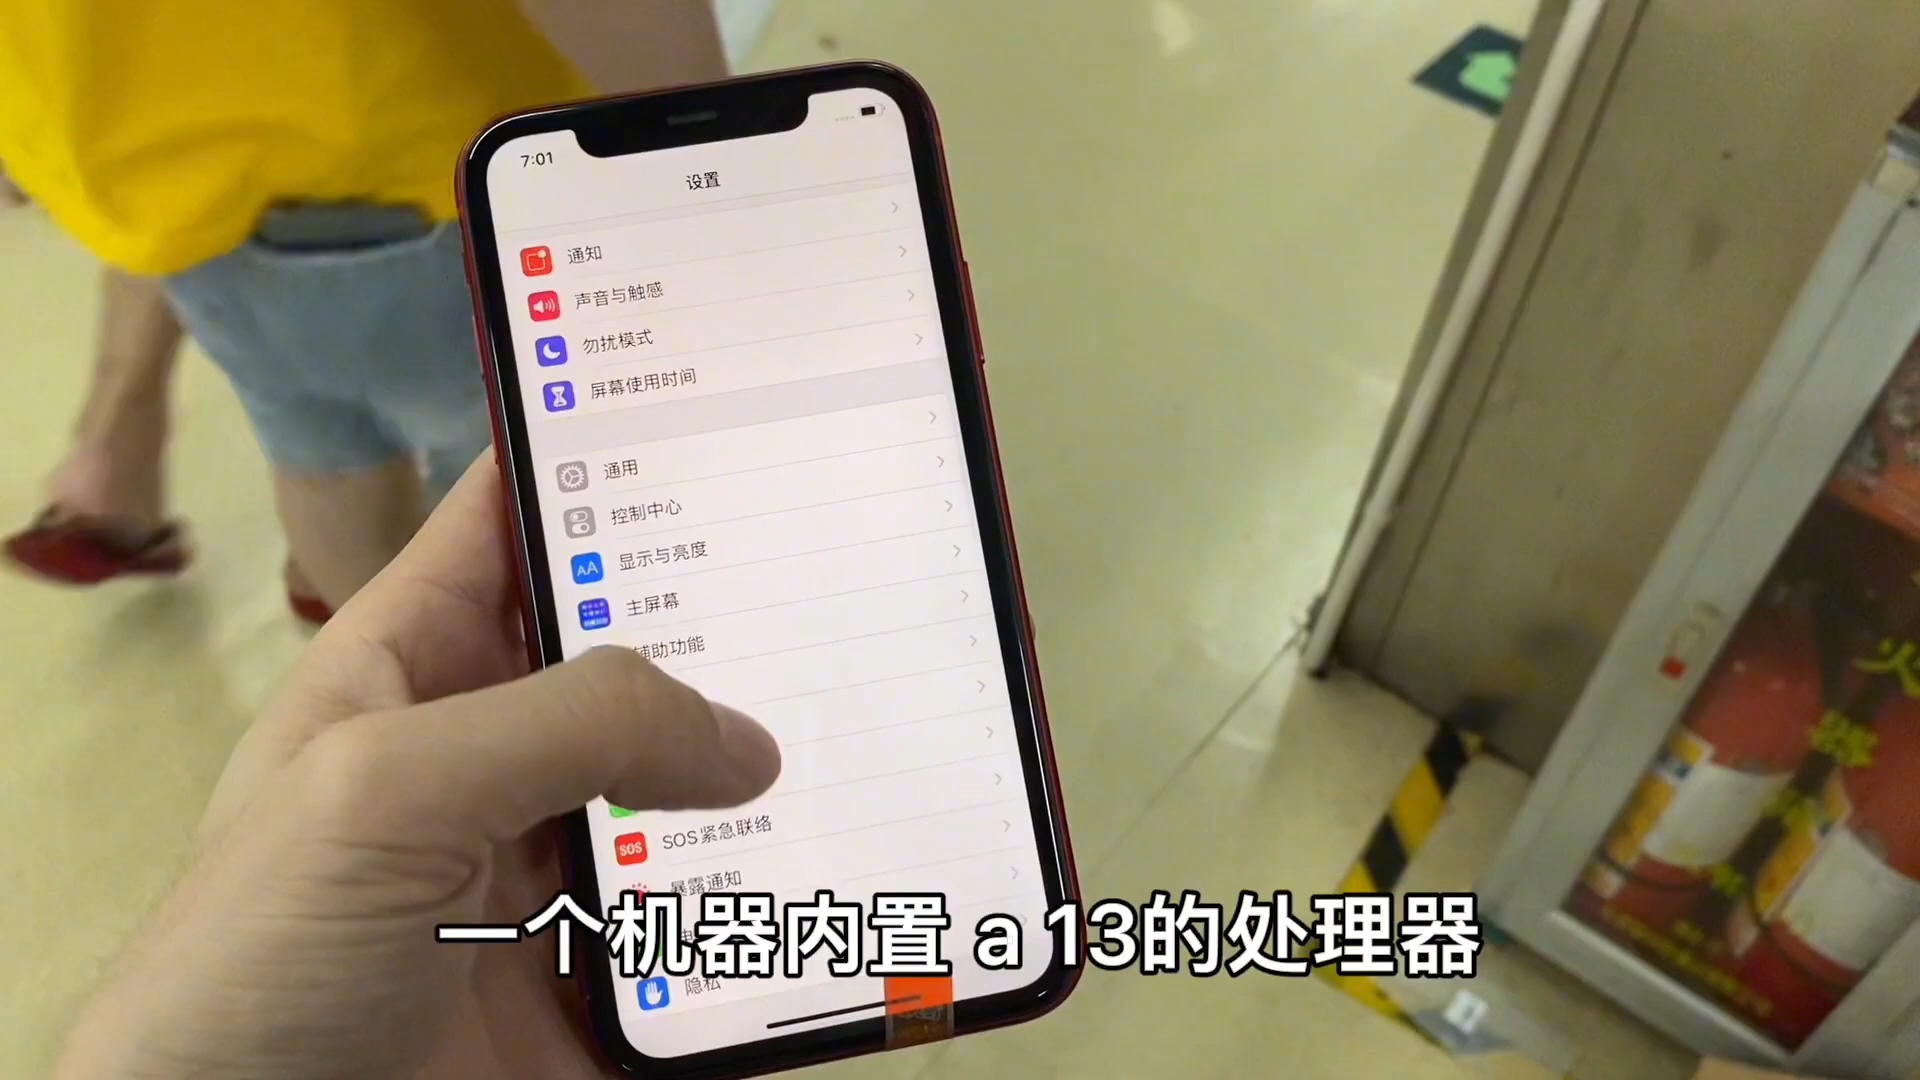 7:01
设置
通知
声音与触感
勿扰模式
屏幕使用时间
通用
控制中心
AA 显示与亮度
主屏幕
辅助功能
SOS SOS紧急联络
暴露通知
隐私
一个机器内置 a 13的处理器
火